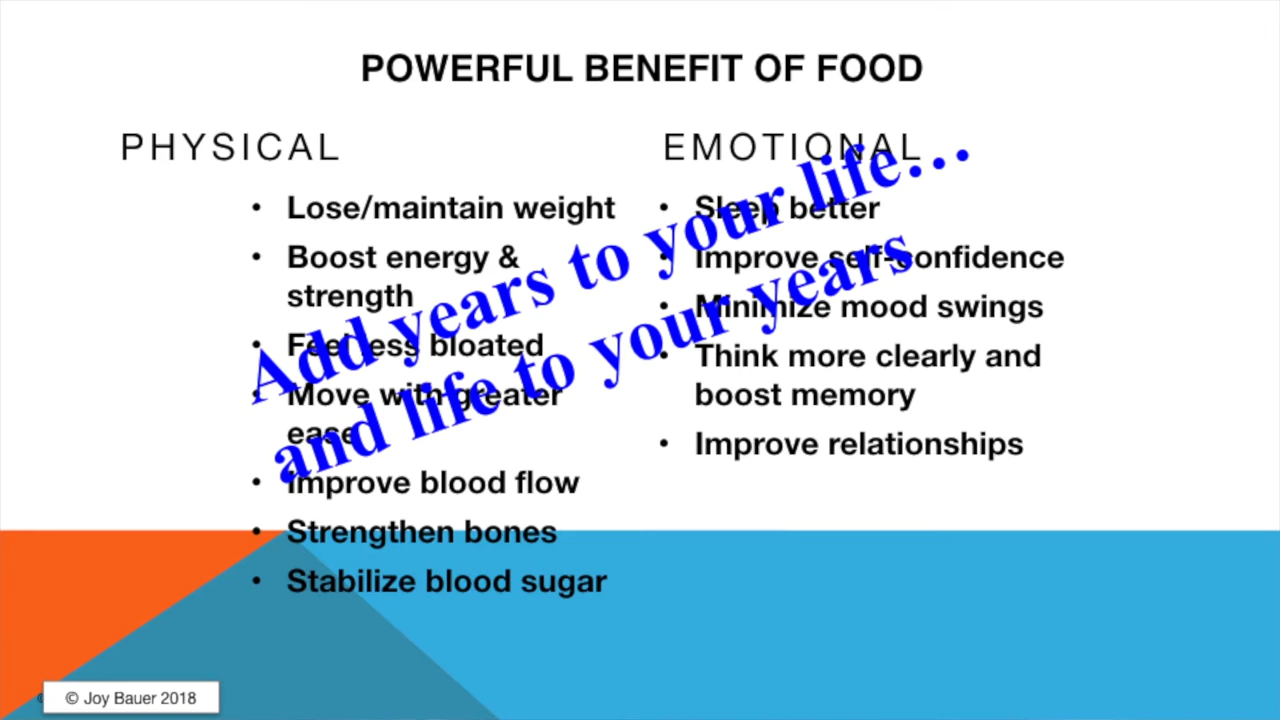 POWERFUL BENEFIT OF FOOD
PHYSICAL
• Lose/maintain weight
• Boost energy &
strength
• Feel less bloated
• Move with greater
ease
• Improve blood flow
• Strengthen bones
• Stabilize blood sugar
EMOTIONAL
• Sleep better
• Improve self-confidence
• Minimize mood swings
• Think more clearly and
boost memory
• Improve relationships
Add years to your life…
and life to your years
© Joy Bauer 2018